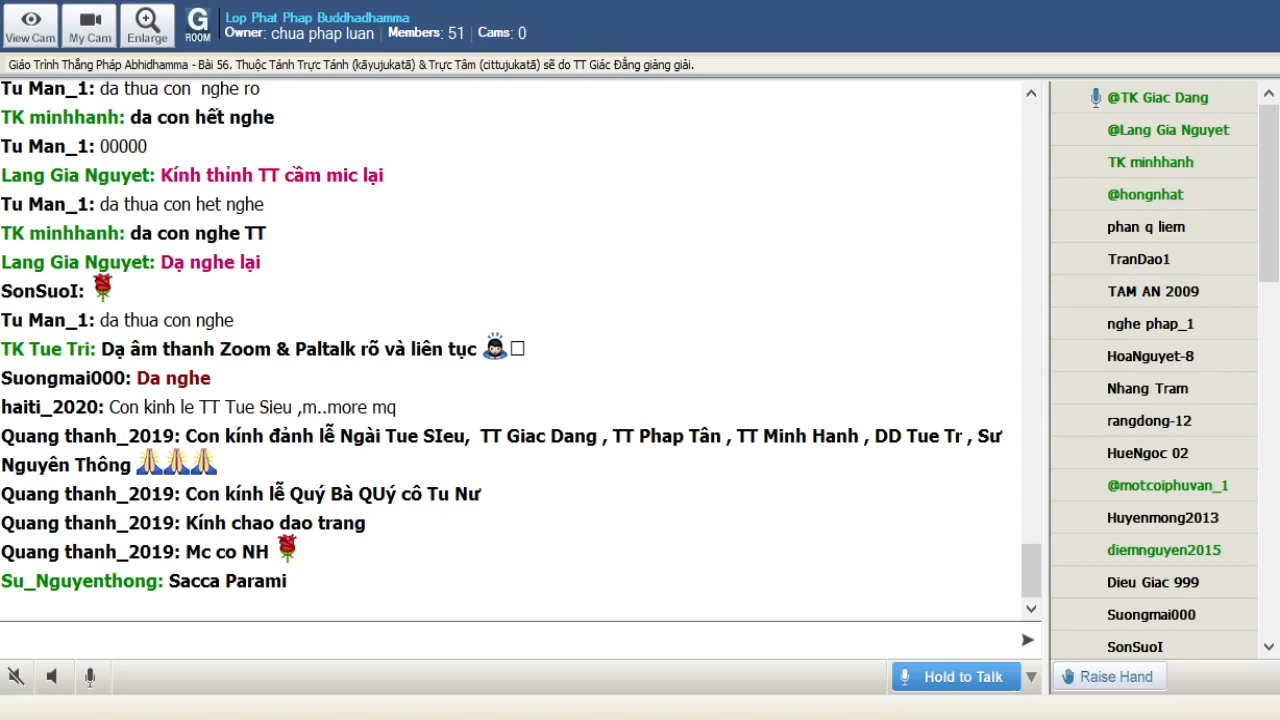 View Cam
My Cam
Enlarge
G
ROOM
Lop Phat Phap Buddhadhamma
Owner: chua phap luan | Members: 51 | Cams: 0
Giáo Trình Thắng Pháp Abhidhamma - Bài 56. Thuộc Tánh Trực Tánh (kāyujukatā) & Trực Tâm (cittujukatā) sẽ do TT Giác Đẳng giảng giải.
Tu Man_1: da thua con nghe ro
TK minhhanh: da con hết nghe
Tu Man_1: 00000
Lang Gia Nguyet: Kính thỉnh TT cầm mic lại
Tu Man_1: da thua con het nghe
TK minhhanh: da con nghe TT
Lang Gia Nguyet: Dạ nghe lại
SonSuoI:
Tu Man_1: da thua con nghe
TK Tue Tri: Dạ âm thanh Zoom & Paltalk rõ và liên tục
Suongmai000: Da nghe
haiti_2020: Con kinh le TT Tue Sieu ,m..more mq
Quang thanh_2019: Con kính đảnh lễ Ngài Tue SIeu, TT Giac Dang , TT Phap Tân , TT Minh Hanh , DD Tue Tr , Sư
Nguyên Thông
Quang thanh_2019: Con kính lễ Quý Bà QUý cô Tu Nư
Quang thanh_2019: Kính chao dao trang
Quang thanh_2019: Mc co NH
Su_Nguyenthong: Sacca Parami
Hold to Talk
@TK Giac Dang
@Lang Gia Nguyet
TK minhhanh
@hongnhat
phan q liem
TranDao1
TAM AN 2009
nghe phap_1
HoaNguyet-8
Nhang Tram
rangdong-12
HueNgoc 02
@motcoiphuvan_1
Huyenmong2013
diemnguyen2015
Dieu Giac 999
Suongmai000
SonSuoI
Raise Hand